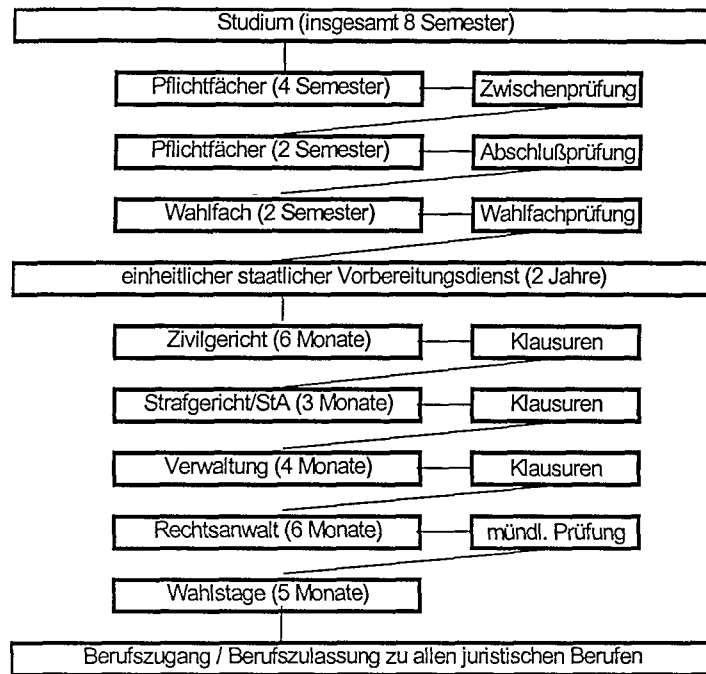 Studium (insgesamt 8 Semester)
Pflichtfächer (4 Semester)
Zwischenprüfung
Pflichtfächer (2 Semester)
Abschlußprüfung
Wahlfach (2 Semester)
Wahlfachprüfung
einheitlicher staatlicher Vorbereitungsdienst (2 Jahre)
Zivilgericht (6 Monate)
Klausuren
Strafgericht/StA (3 Monate)
Klausuren
Verwaltung (4 Monate)
Klausuren
Rechtsanwalt (6 Monate)
mündl. Prüfung
Wahlstage (5 Monate)
Berufszugang / Berufszulassung zu allen juristischen Berufen